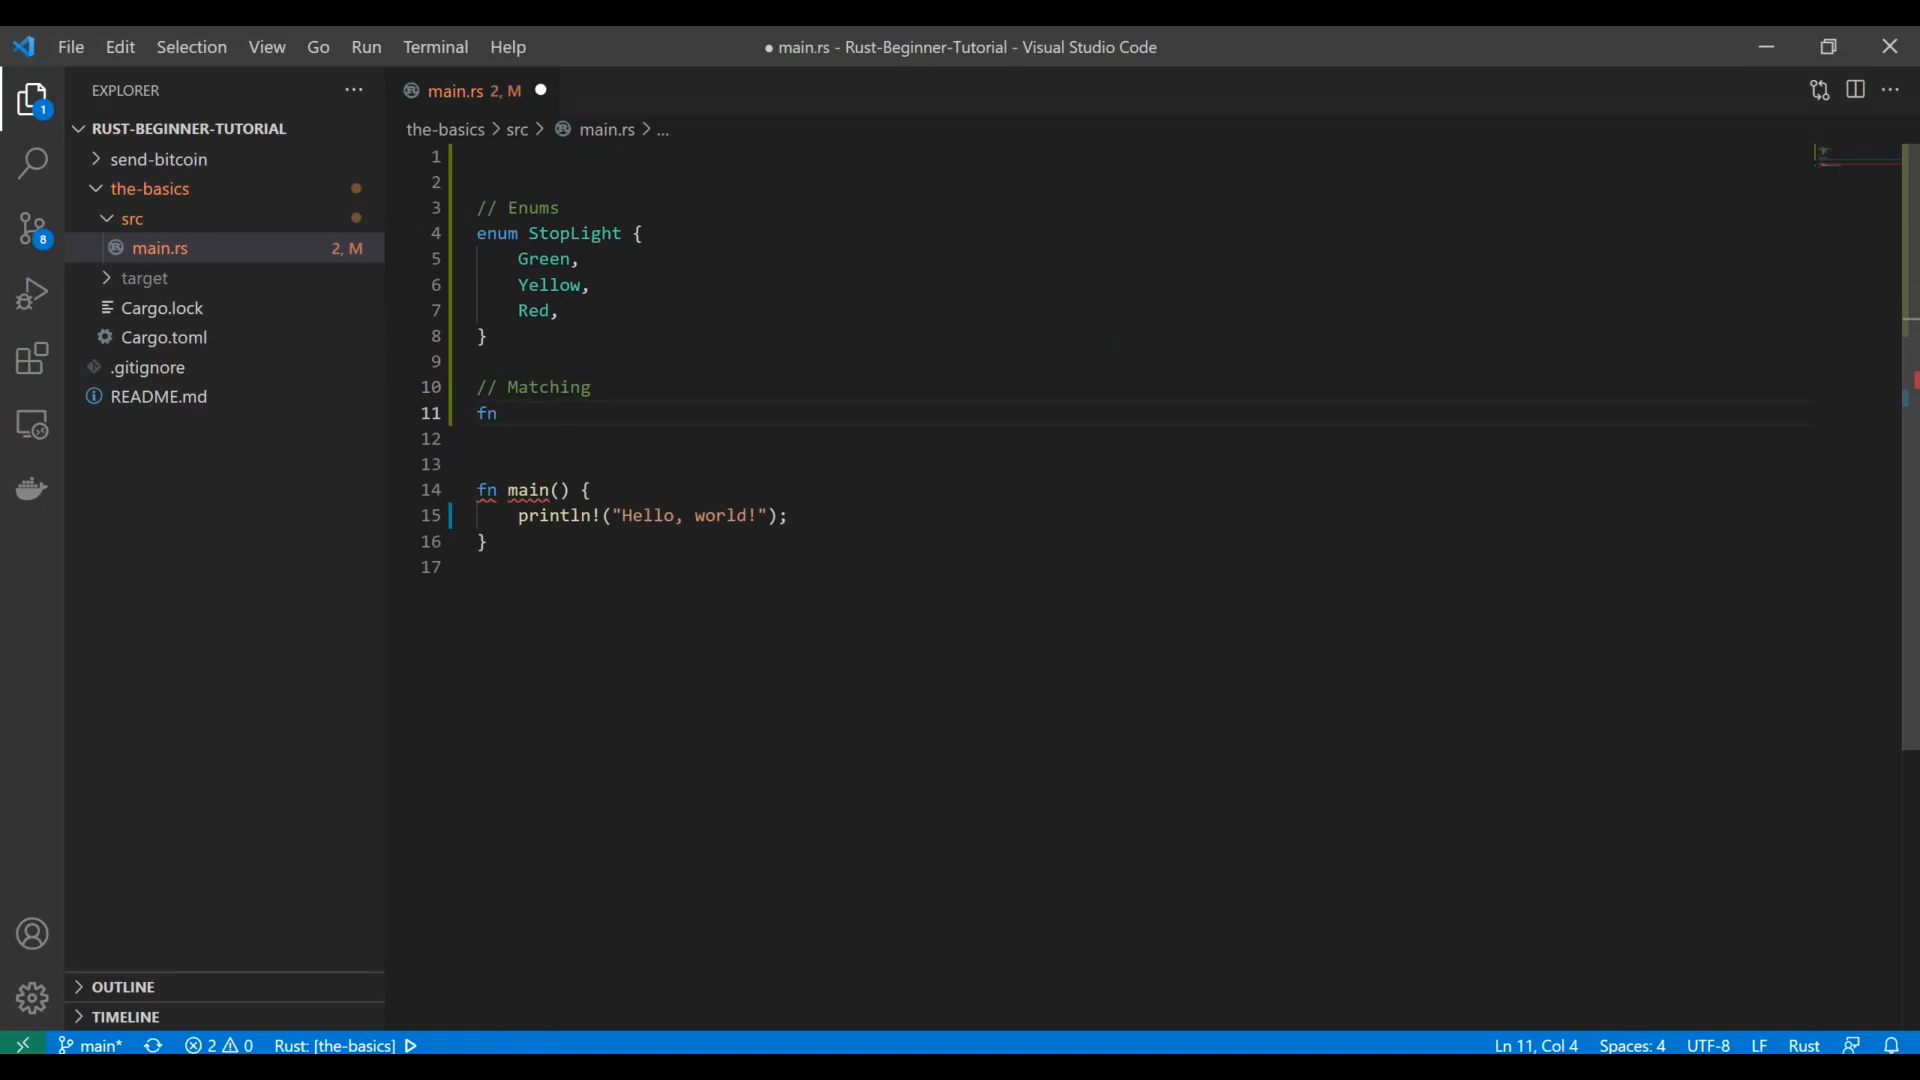 File Edit Selection View Go Run Terminal Help
● main.rs - Rust-Beginner-Tutorial - Visual Studio Code
EXPLORER
1
RUST-BEGINNER-TUTORIAL
send-bitcoin
the-basics
src
8
main.rs 2, M
target
Cargo.lock
Cargo.toml
.gitignore
README.md
OUTLINE
TIMELINE
main.rs 2, M
the-basics > src > main.rs > ...
1
2
3 // Enums
4 enum StopLight {
5 Green,
6 Yellow,
7 Red,
8 }
9
10 // Matching
11 fn
12
13
14 fn main() {
15 println!("Hello, world!");
16 }
17
main* 2 0 Rust: [the-basics] Ln 11, Col 4 Spaces: 4 UTF-8 LF Rust